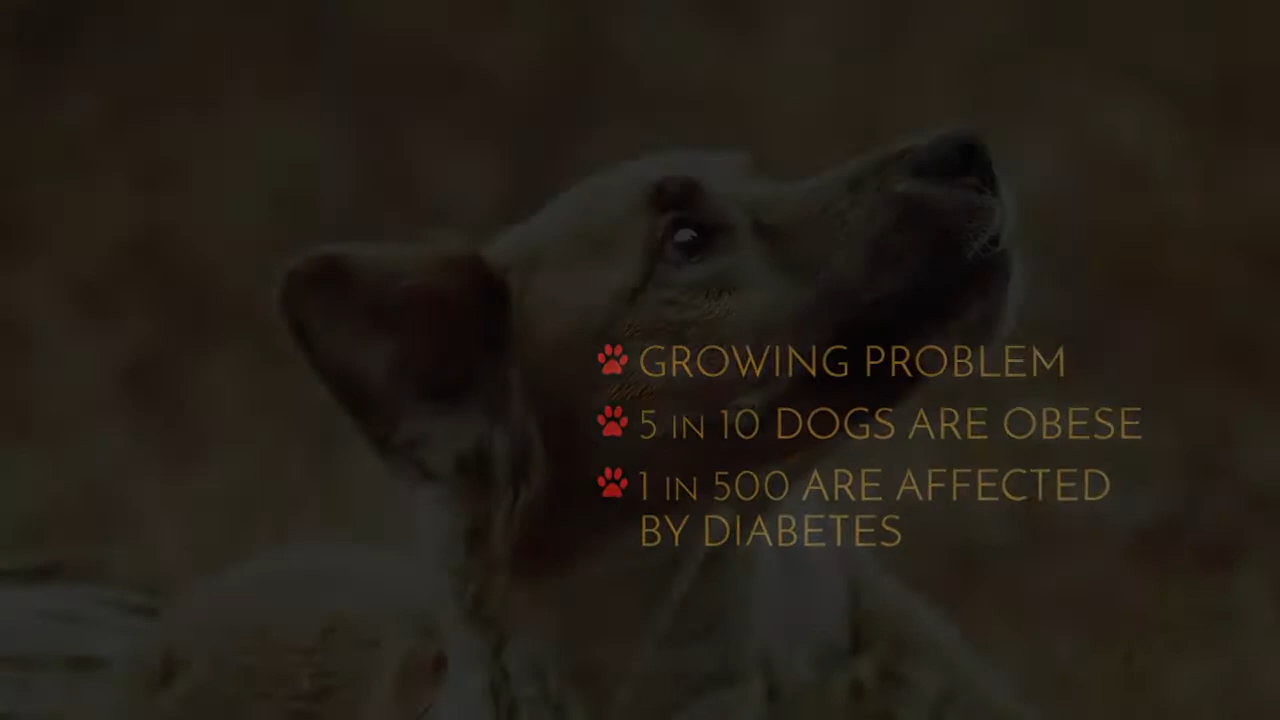 GROWING PROBLEM
5 IN 10 DOGS ARE OBESE
1 IN 500 ARE AFFECTED
BY DIABETES